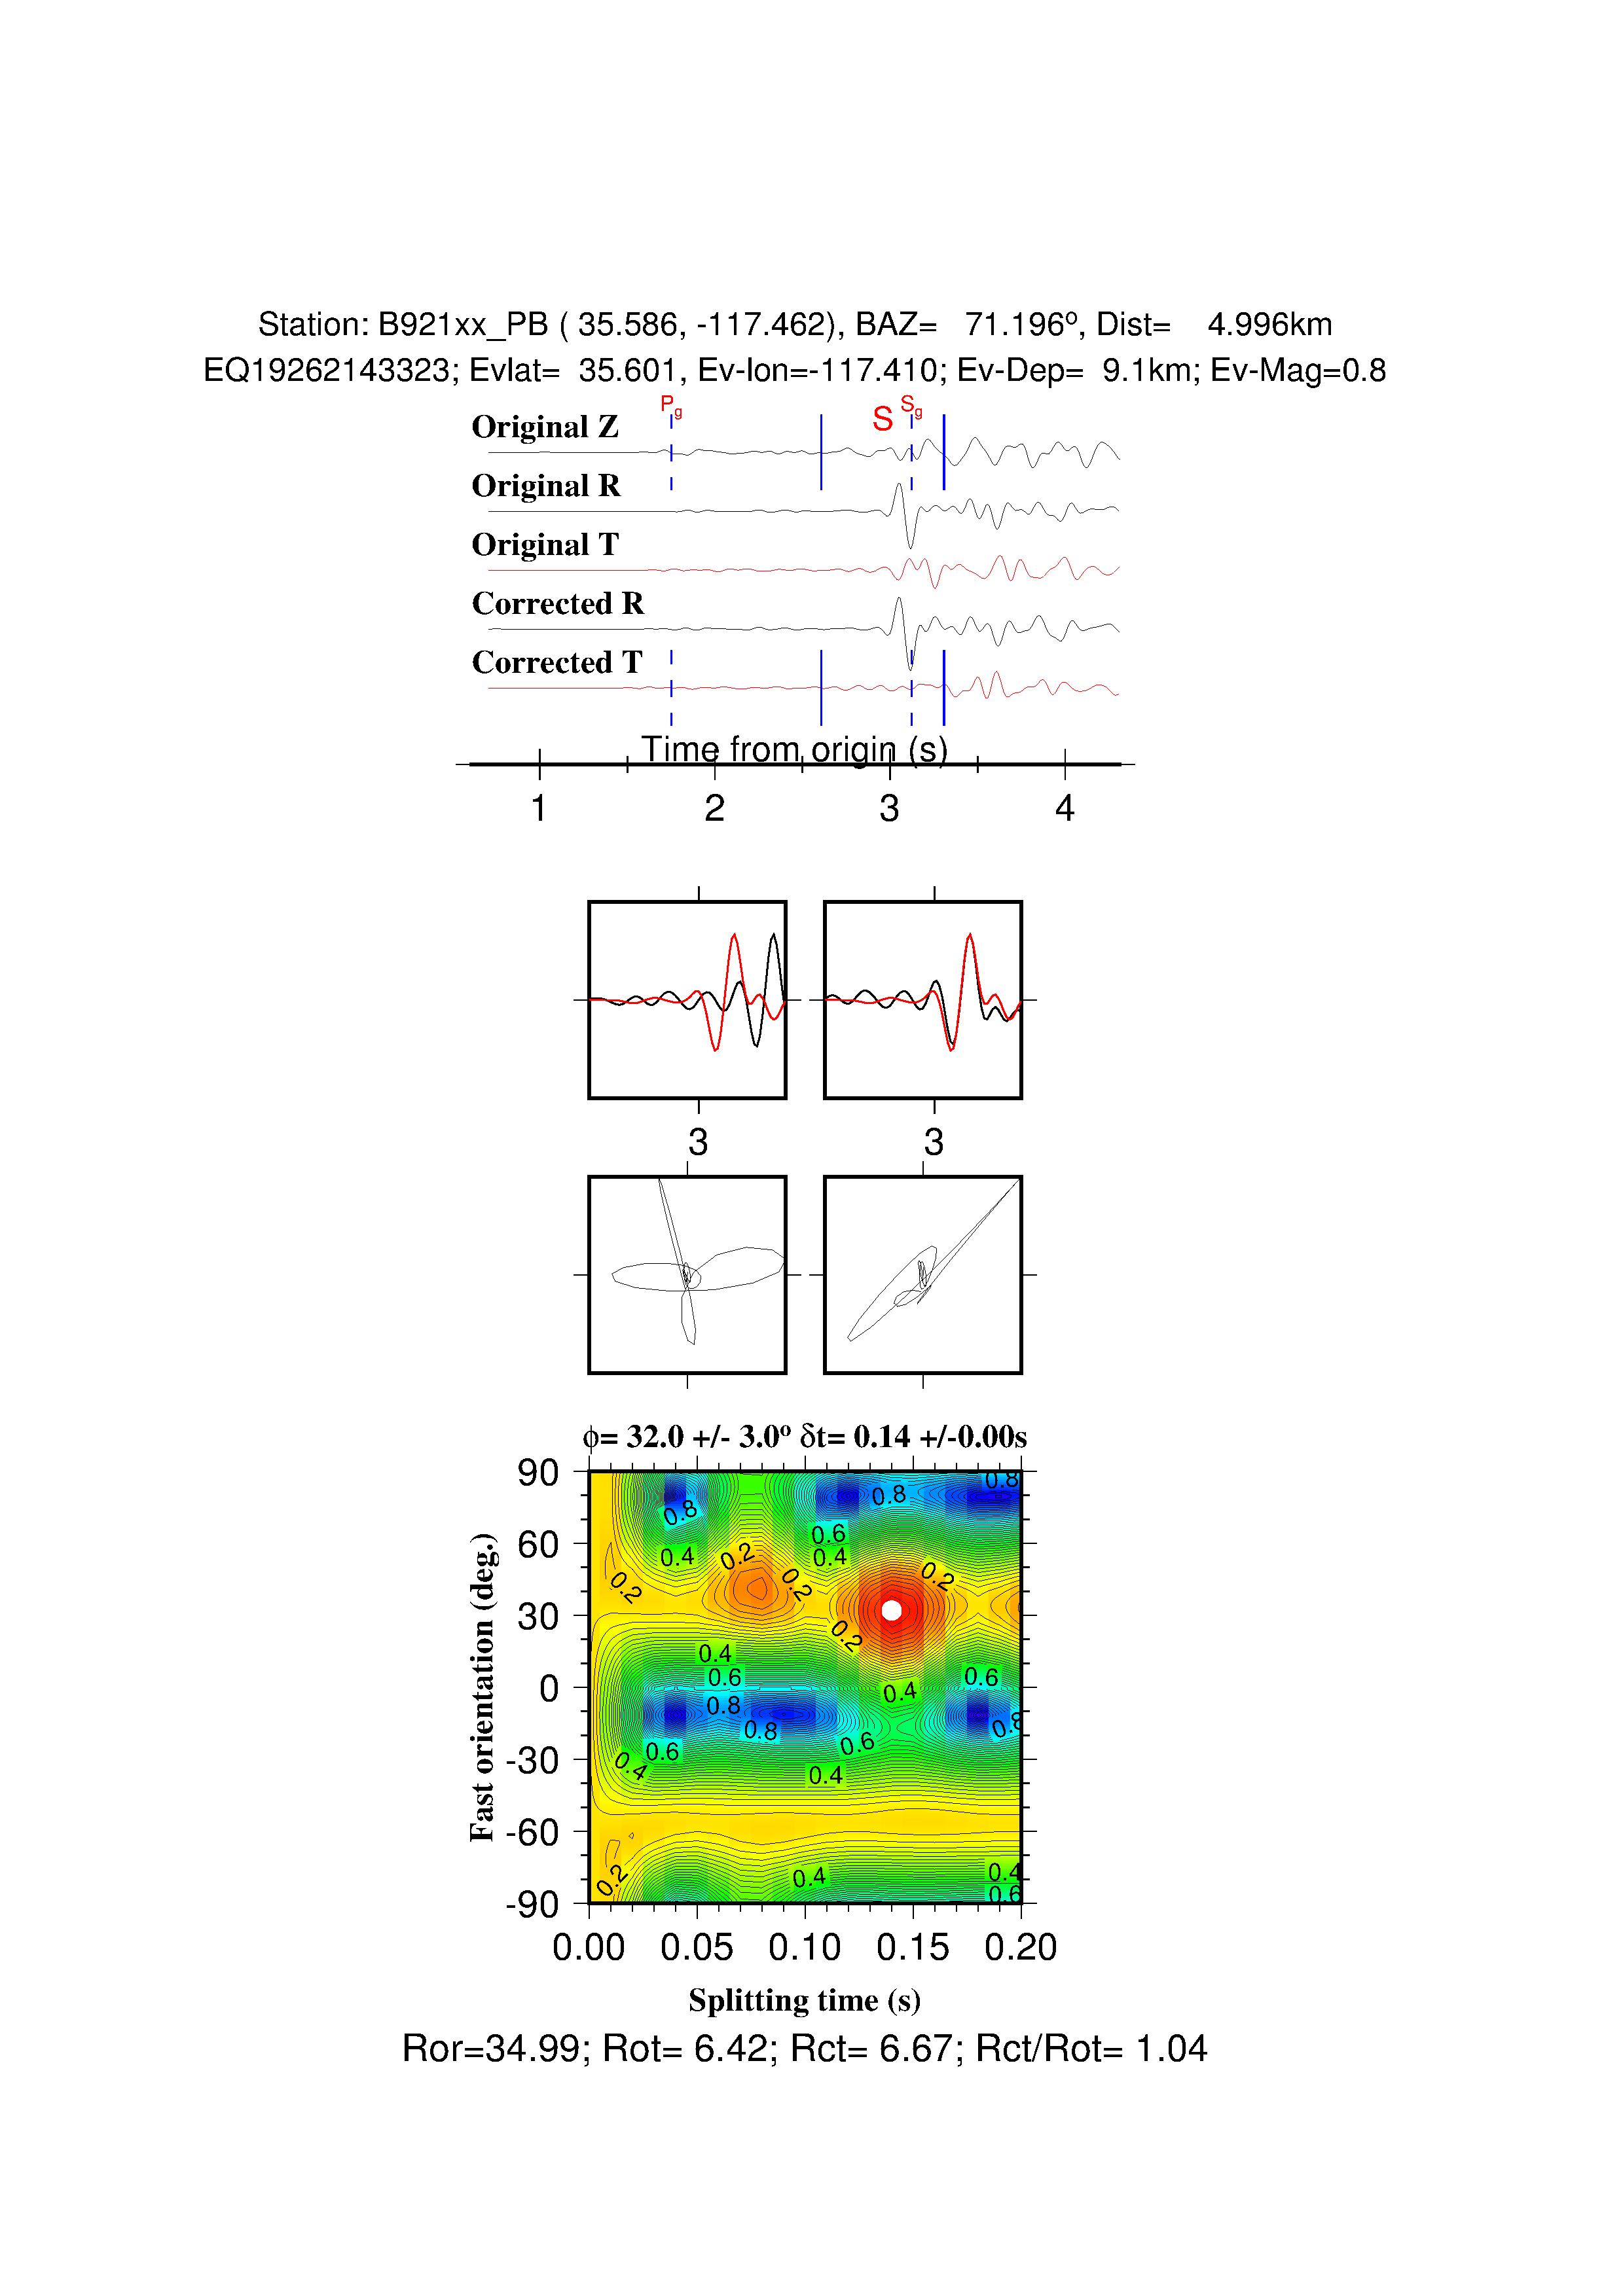 Station: B921xx_PB ( 35.586, -117.462), BAZ= 71.196º, Dist= 4.996km
EQ19262143323; Evlat= 35.601, Ev-lon=-117.410; Ev-Dep= 9.1km; Ev-Mag=0.8
Pg S Sg
Original Z
Original R
Original T
Corrected R
Corrected T
Time from origin (s)
1 2 3 4
3 3
ϕ= 32.0 +/- 3.0º δt= 0.14 +/-0.00s
Fast orientation (deg.)
90
60
30
0
-30
-60
-90
0.8 0.8 0.8
0.6
0.4 0.2 0.4
0.2 0.2 0.2
0.2
0.4
0.6 0.6
0.8 0.4
0.8 0.8
0.6 0.6
0.4 0.4
0.2 0.4 0.4
0.6
0.00 0.05 0.10 0.15 0.20
Splitting time (s)
Ror=34.99; Rot= 6.42; Rct= 6.67; Rct/Rot= 1.04